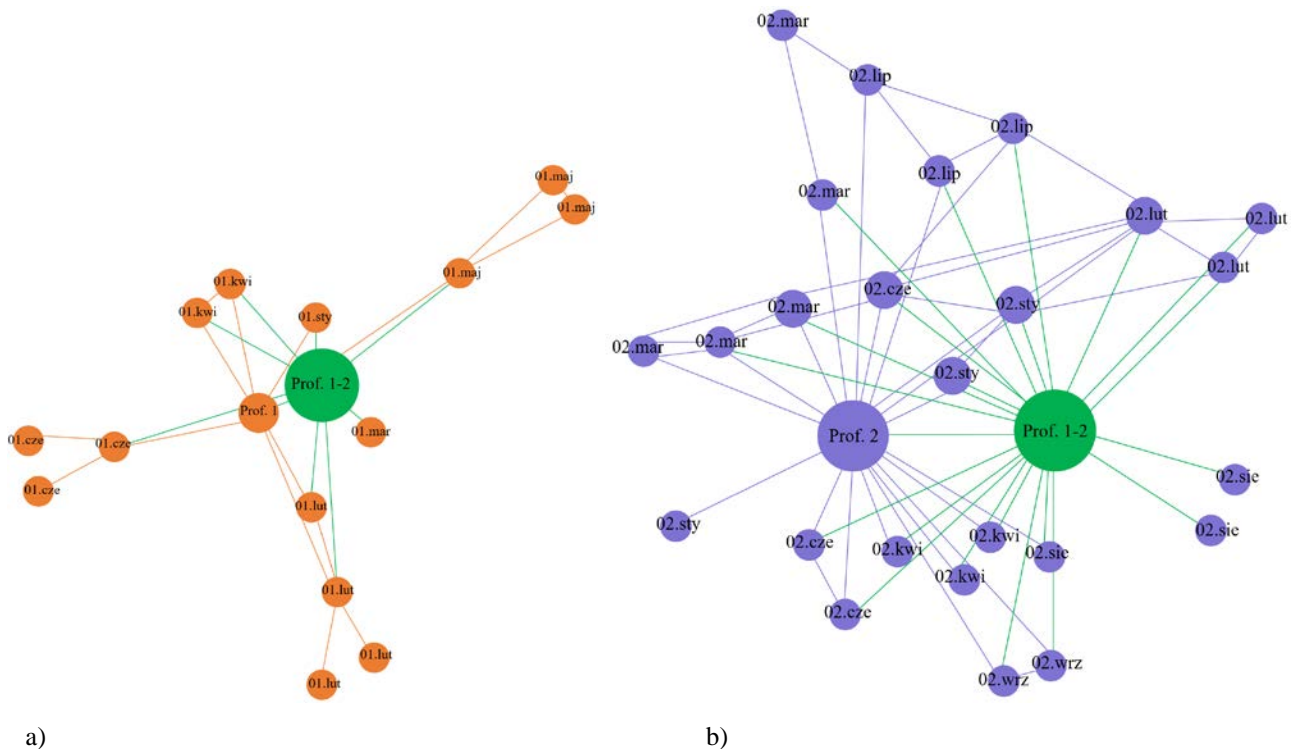 01.maj
01.maj
01.maj
01.kwi
01.kwi
01.sty
Prof. 1-2
Prof. 1
01.mar
01.cze
01.cze
01.cze
01.lut
01.lut
01.lut
01.lut
a)
02.mar
02.lip
02.lip
02.lip
02.mar
02.lut
02.lut
02.lut
02.cze
02.sty
02.mar
02.mar
02.mar
02.sty
Prof. 2
Prof. 1-2
02.sie
02.sie
02.sty
02.cze
02.kwi
02.kwi
02.sie
02.kwi
02.cze
02.wrz
02.wrz
b)